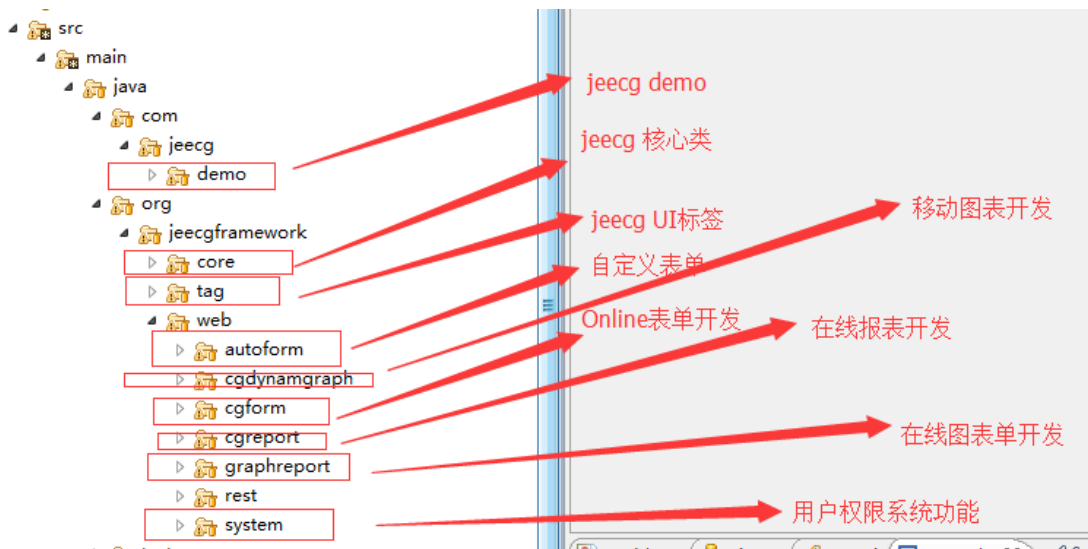 src
main
java
com
jeecg
demo
org
jeecgframework
core
tag
web
autoform
cgdynamgraph
cgform
cgreport
graphreport
rest
system
jeecg demo
jeecg 核心类
移动图表开发
jeecg UI标签
自定义表单
Online表单开发
在线报表开发
在线图表单开发
用户权限系统功能